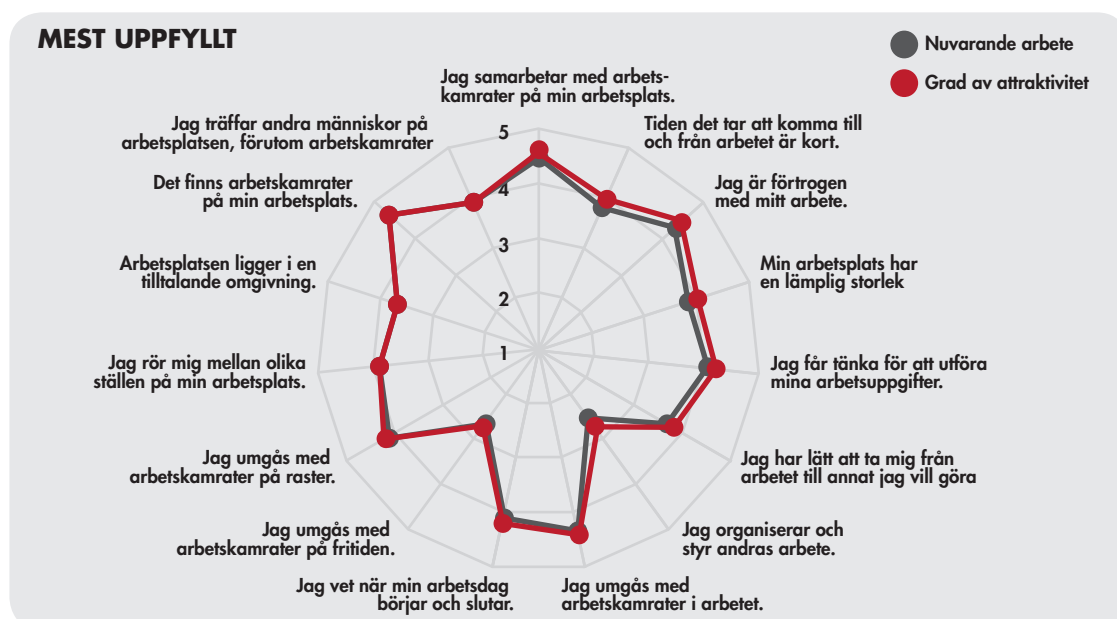 MEST UPPFYLLT
Nuvarande arbete
Grad av attraktivitet
Jag samarbetar med arbets-
kamrater på min arbetsplats.
Tiden det tar att komma till
och från arbetet är kort.
Jag är förtrogen
med mitt arbete.
Min arbetsplats har
en lämplig storlek
Jag får tänka för att utföra
mina arbetsuppgifter.
Jag har lätt att ta mig från
arbetet till annat jag vill göra
Jag organiserar och
styr andras arbete.
Jag umgås med
arbetskamrater i arbetet.
Jag vet när min arbetsdag
börjar och slutar.
Jag umgås med
arbetskamrater på fritiden.
Jag umgås med
arbetskamrater på raster.
Jag rör mig mellan olika
ställen på min arbetsplats.
Arbetsplatsen ligger i en
tilltalande omgivning.
Det finns arbetskamrater
på min arbetsplats.
Jag träffar andra människor på
arbetsplatsen, förutom arbetskamrater
5
4
3
2
1